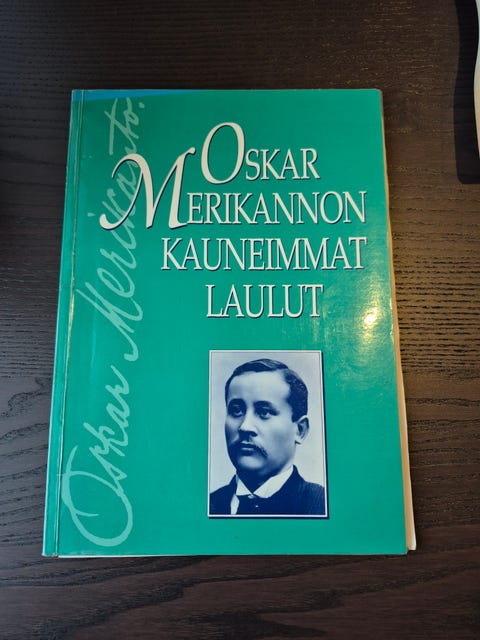 OSKAR
MERIKANNON
KAUNEIMMAT
LAULUT
Oskar Merikanto.